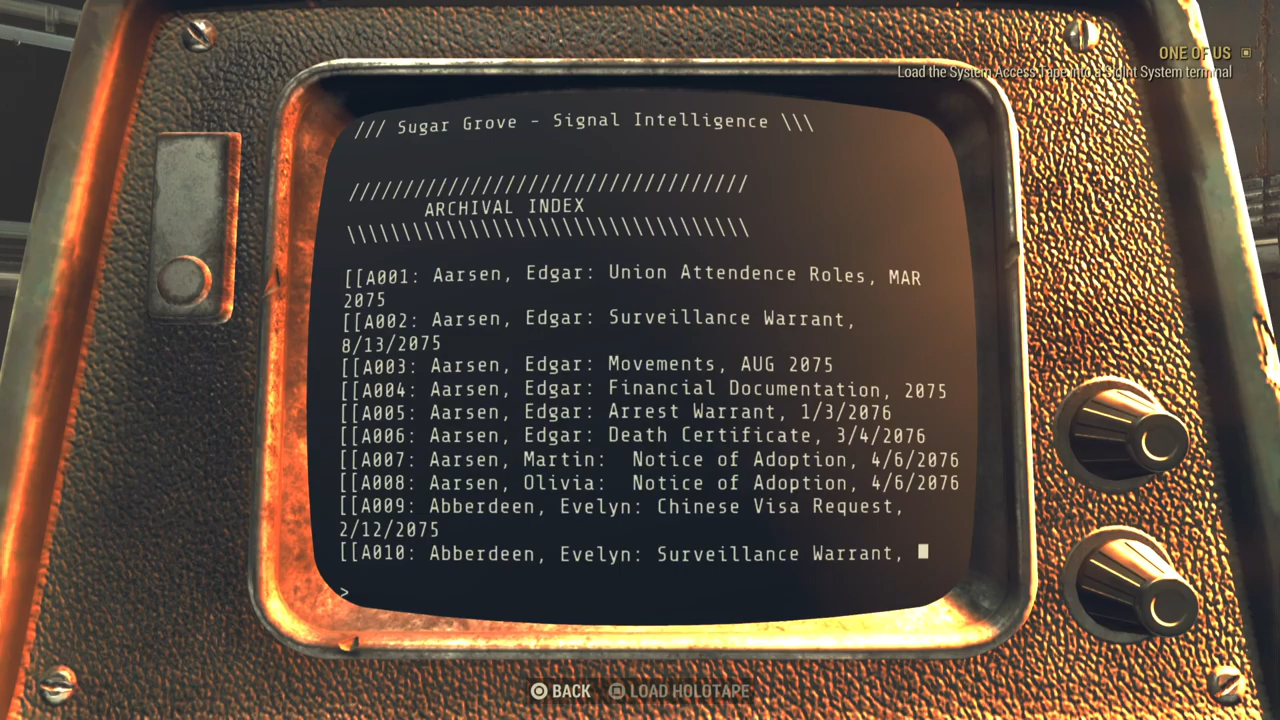 ONE OF US
Load the System Access Tape into a SigInt System terminal
/// Sugar Grove - Signal Intelligence \\\
//////////////////////////////////
ARCHIVAL INDEX
\\\\\\\\\\\\\\\\\\\\\\\\\\\\\\\\\\
[[A001: Aarsen, Edgar: Union Attendence Roles, MAR
2075
[[A002: Aarsen, Edgar: Surveillance Warrant,
8/13/2075
[[A003: Aarsen, Edgar: Movements, AUG 2075
[[A004: Aarsen, Edgar: Financial Documentation, 2075
[[A005: Aarsen, Edgar: Arrest Warrant, 1/3/2076
[[A006: Aarsen, Edgar: Death Certificate, 3/4/2076
[[A007: Aarsen, Martin:  Notice of Adoption, 4/6/2076
[[A008: Aarsen, Olivia:  Notice of Adoption, 4/6/2076
[[A009: Abberdeen, Evelyn: Chinese Visa Request,
2/12/2075
[[A010: Abberdeen, Evelyn: Surveillance Warrant,
>
BACK LOAD HOLOTAPE